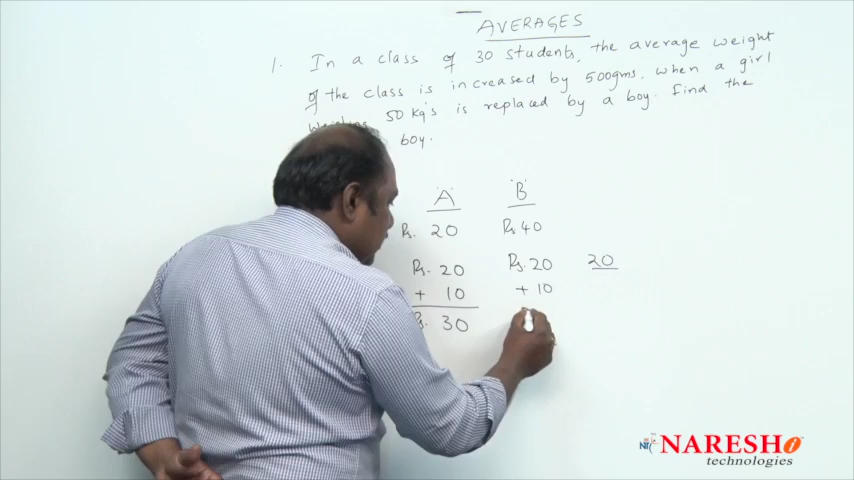 AVERAGES
1. In a class of 30 students, the average weight
of the class is increased by 500gms, when a girl
weighing 50 kg's is replaced by a boy. Find the
boy.
'A' 'B'
Rs. 20 Rs. 40
Rs. 20 Rs. 20 20
+ 10 + 10
Rs. 30
NARESH i
technologies